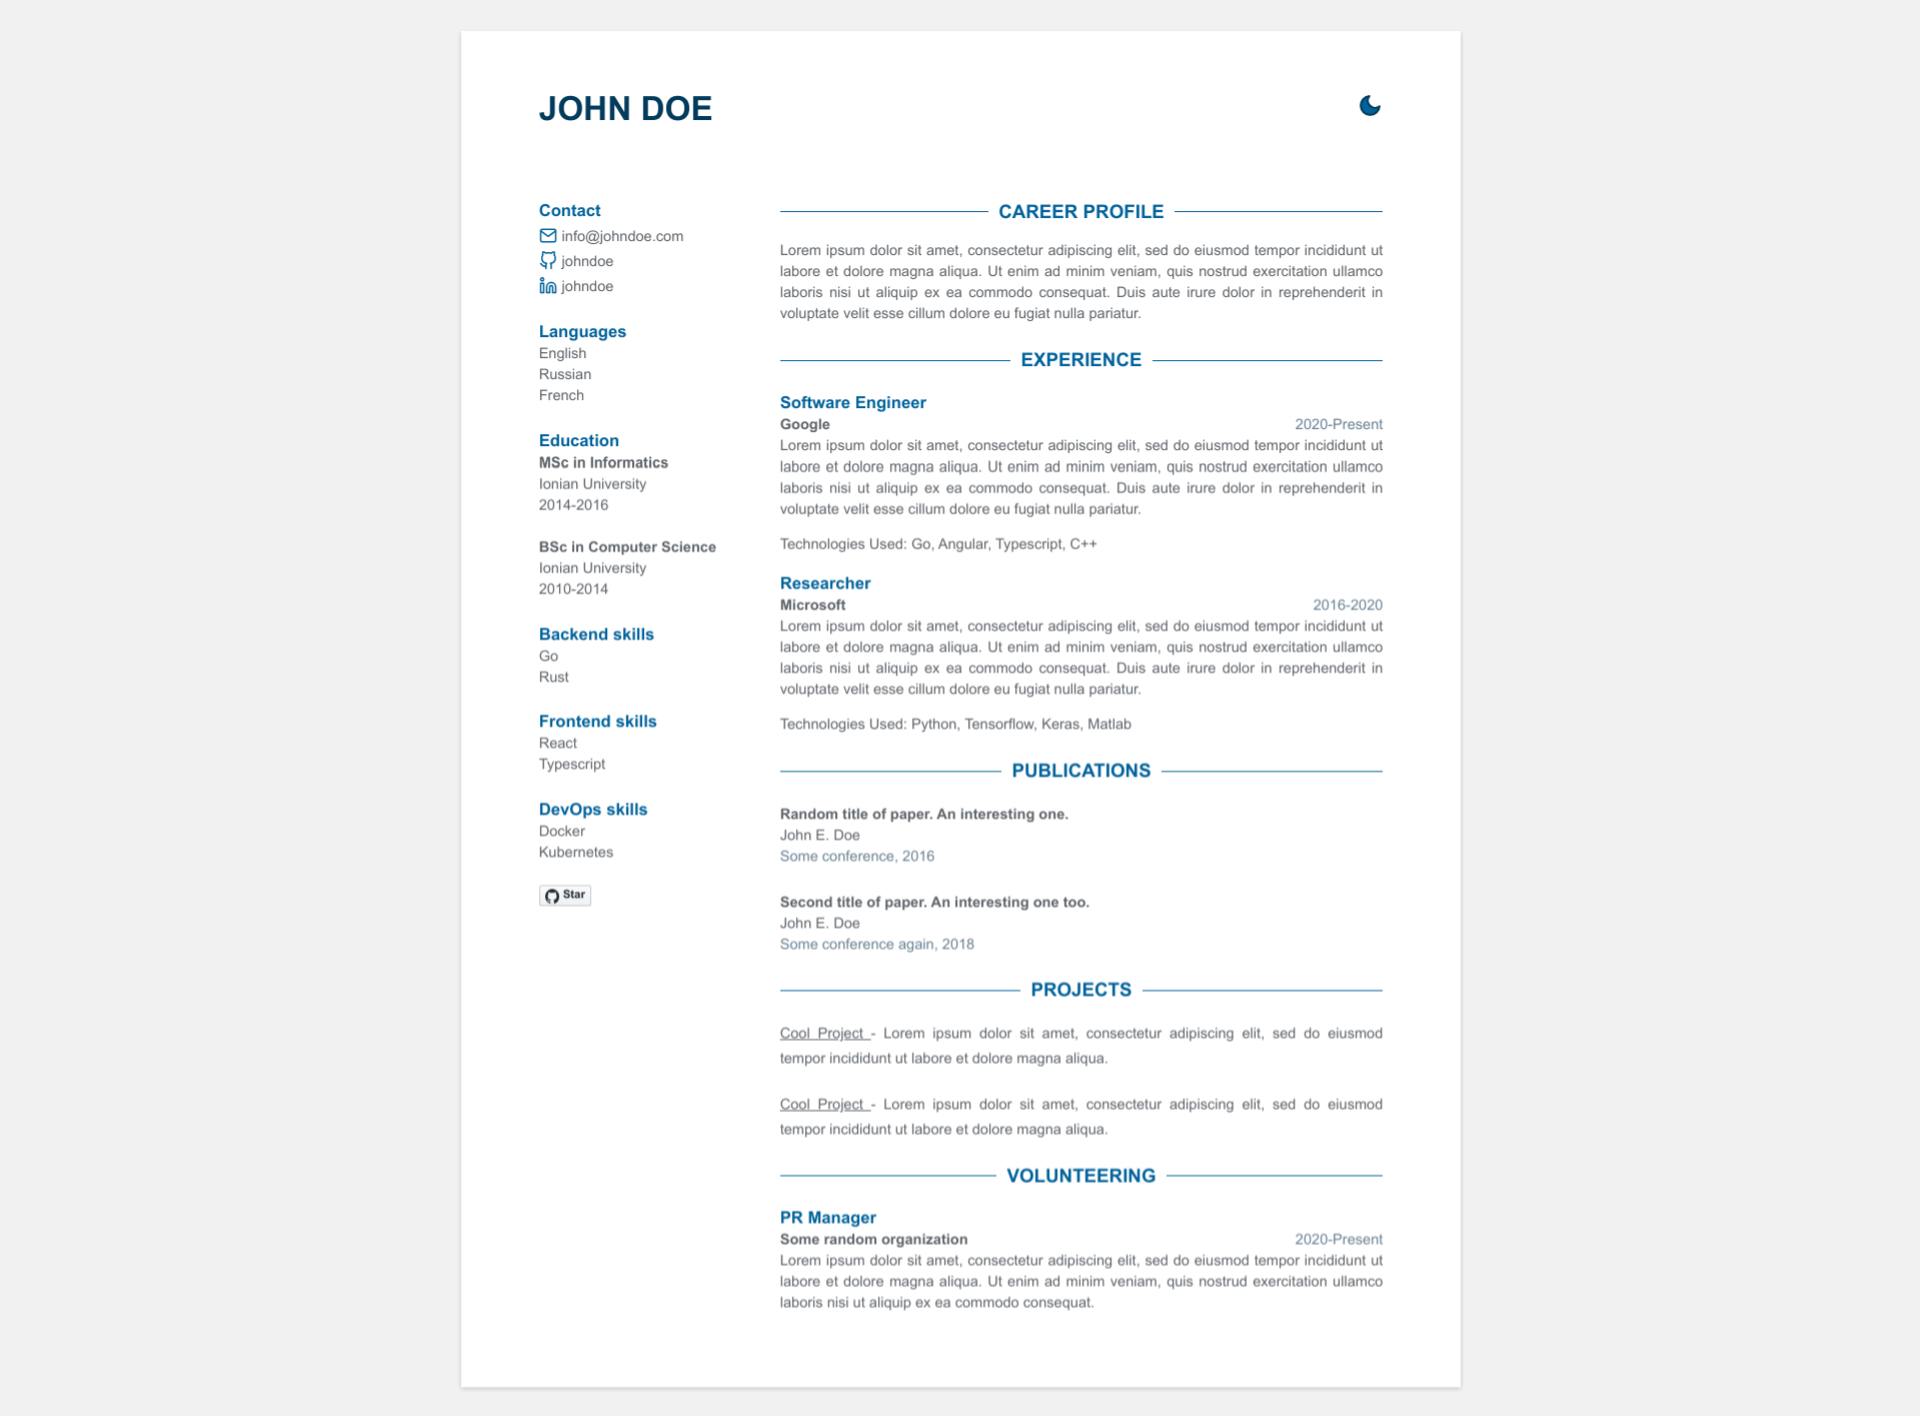 JOHN DOE
Contact
info@johndoe.com
johndoe
johndoe
Languages
English
Russian
French
Education
MSc in Informatics
Ionian University
2014-2016
BSc in Computer Science
Ionian University
2010-2014
Backend skills
Go
Rust
Frontend skills
React
Typescript
DevOps skills
Docker
Kubernetes
Star
CAREER PROFILE
Lorem ipsum dolor sit amet, consectetur adipiscing elit, sed do eiusmod tempor incididunt ut
labore et dolore magna aliqua. Ut enim ad minim veniam, quis nostrud exercitation ullamco
laboris nisi ut aliquip ex ea commodo consequat. Duis aute irure dolor in reprehenderit in
voluptate velit esse cillum dolore eu fugiat nulla pariatur.
EXPERIENCE
Software Engineer
Google 2020-Present
Lorem ipsum dolor sit amet, consectetur adipiscing elit, sed do eiusmod tempor incididunt ut
labore et dolore magna aliqua. Ut enim ad minim veniam, quis nostrud exercitation ullamco
laboris nisi ut aliquip ex ea commodo consequat. Duis aute irure dolor in reprehenderit in
voluptate velit esse cillum dolore eu fugiat nulla pariatur.
Technologies Used: Go, Angular, Typescript, C++
Researcher
Microsoft 2016-2020
Lorem ipsum dolor sit amet, consectetur adipiscing elit, sed do eiusmod tempor incididunt ut
labore et dolore magna aliqua. Ut enim ad minim veniam, quis nostrud exercitation ullamco
laboris nisi ut aliquip ex ea commodo consequat. Duis aute irure dolor in reprehenderit in
voluptate velit esse cillum dolore eu fugiat nulla pariatur.
Technologies Used: Python, Tensorflow, Keras, Matlab
PUBLICATIONS
Random title of paper. An interesting one.
John E. Doe
Some conference, 2016
Second title of paper. An interesting one too.
John E. Doe
Some conference again, 2018
PROJECTS
Cool Project - Lorem ipsum dolor sit amet, consectetur adipiscing elit, sed do eiusmod
tempor incididunt ut labore et dolore magna aliqua.
Cool Project - Lorem ipsum dolor sit amet, consectetur adipiscing elit, sed do eiusmod
tempor incididunt ut labore et dolore magna aliqua.
VOLUNTEERING
PR Manager
Some random organization 2020-Present
Lorem ipsum dolor sit amet, consectetur adipiscing elit, sed do eiusmod tempor incididunt ut
labore et dolore magna aliqua. Ut enim ad minim veniam, quis nostrud exercitation ullamco
laboris nisi ut aliquip ex ea commodo consequat.